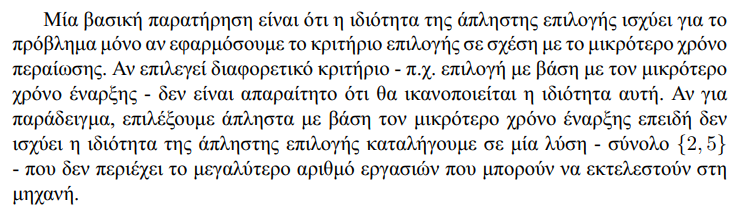 Μία βασική παρατήρηση είναι ότι η ιδιότητα της άπληστης επιλογής ισχύει για το
πρόβλημα μόνο αν εφαρμόσουμε το κριτήριο επιλογής σε σχέση με το μικρότερο χρόνο
περαίωσης. Αν επιλεγεί διαφορετικό κριτήριο - π.χ. επιλογή με βάση με τον μικρότερο
χρόνο έναρξης - δεν είναι απαραίτητο ότι θα ικανοποιείται η ιδιότητα αυτή. Αν για
παράδειγμα, επιλέξουμε άπληστα με βάση τον μικρότερο χρόνο έναρξης επειδή δεν
ισχύει η ιδιότητα της άπληστης επιλογής καταλήγουμε σε μία λύση - σύνολο {2, 5}
- που δεν περιέχει το μεγαλύτερο αριθμό εργασιών που μπορούν να εκτελεστούν στη
μηχανή.